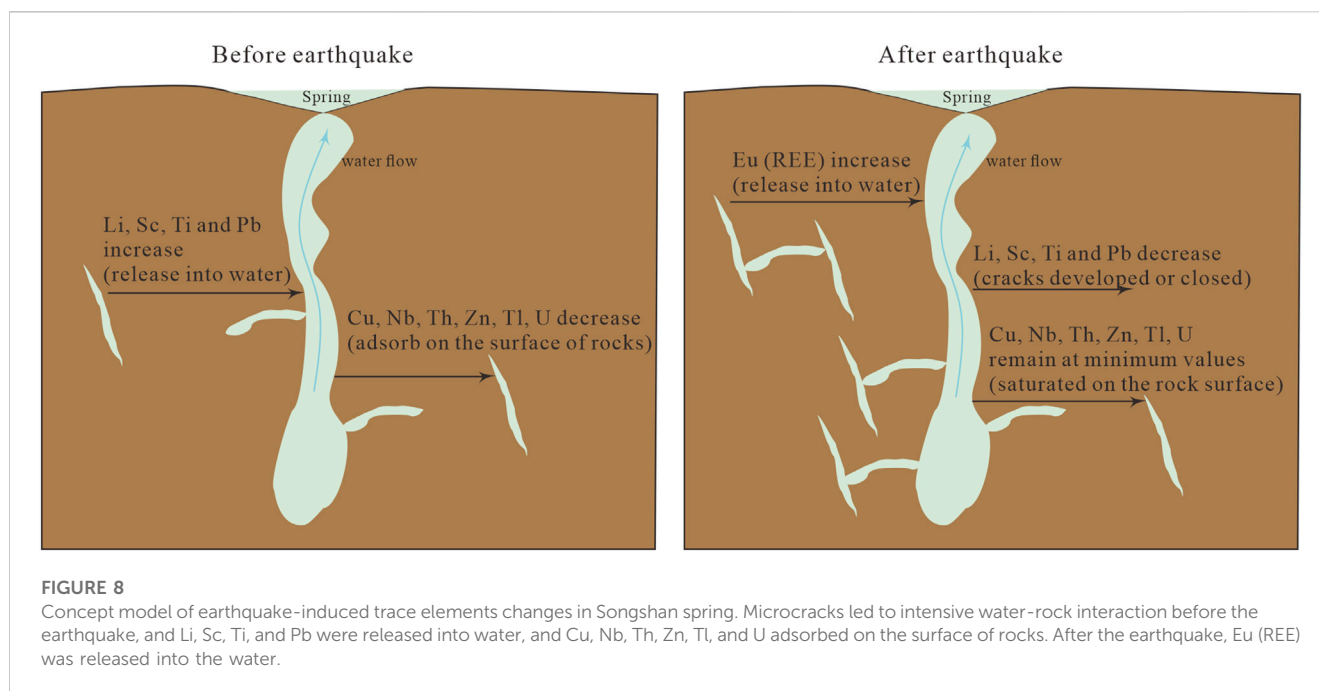 Before earthquake
Spring
water flow
Li, Sc, Ti and Pb
increase
(release into water)
Cu, Nb, Th, Zn, Tl, U decrease
(adsorb on the surface of rocks)
After earthquake
Spring
water flow
Eu (REE) increase
(release into water)
Li, Sc, Ti and Pb decrease
(cracks developed or closed)
Cu, Nb, Th, Zn, Tl, U
remain at minimum values
(saturated on the rock surface)
FIGURE 8
Concept model of earthquake-induced trace elements changes in Songshan spring. Microcracks led to intensive water-rock interaction before the
earthquake, and Li, Sc, Ti, and Pb were released into water, and Cu, Nb, Th, Zn, Tl, and U adsorbed on the surface of rocks. After the earthquake, Eu (REE)
was released into the water.